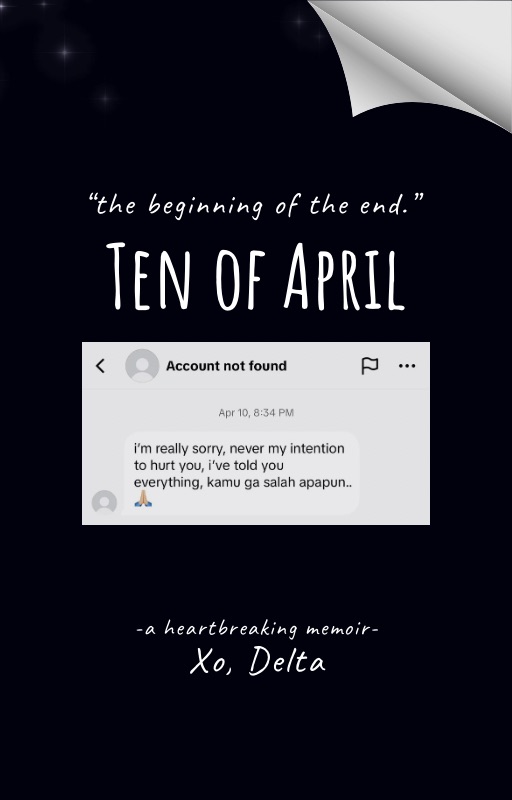 “the beginning of the end.”
Ten of April
Account not found
Apr 10, 8:34 PM
i’m really sorry, never my intention
to hurt you, i’ve told you
everything, kamu ga salah apapun..
🙏🏼
-a heartbreaking memoir-
Xo, Delta